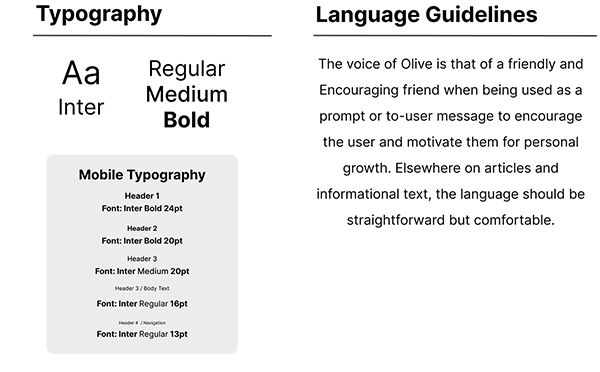 Typography
Aa
Inter
Regular
Medium
Bold
Mobile Typography
Header 1
Font: Inter Bold 24pt
Header 2
Font: Inter Bold 20pt
Header 3
Font: Inter Medium 20pt
Header 3 / Body Text
Font: Inter Regular 16pt
Header 4 / Navigation
Font: Inter Regular 13pt
Language Guidelines
The voice of Olive is that of a friendly and
Encouraging friend when being used as a
prompt or to-user message to encourage
the user and motivate them for personal
growth. Elsewhere on articles and
informational text, the language should be
straightforward but comfortable.